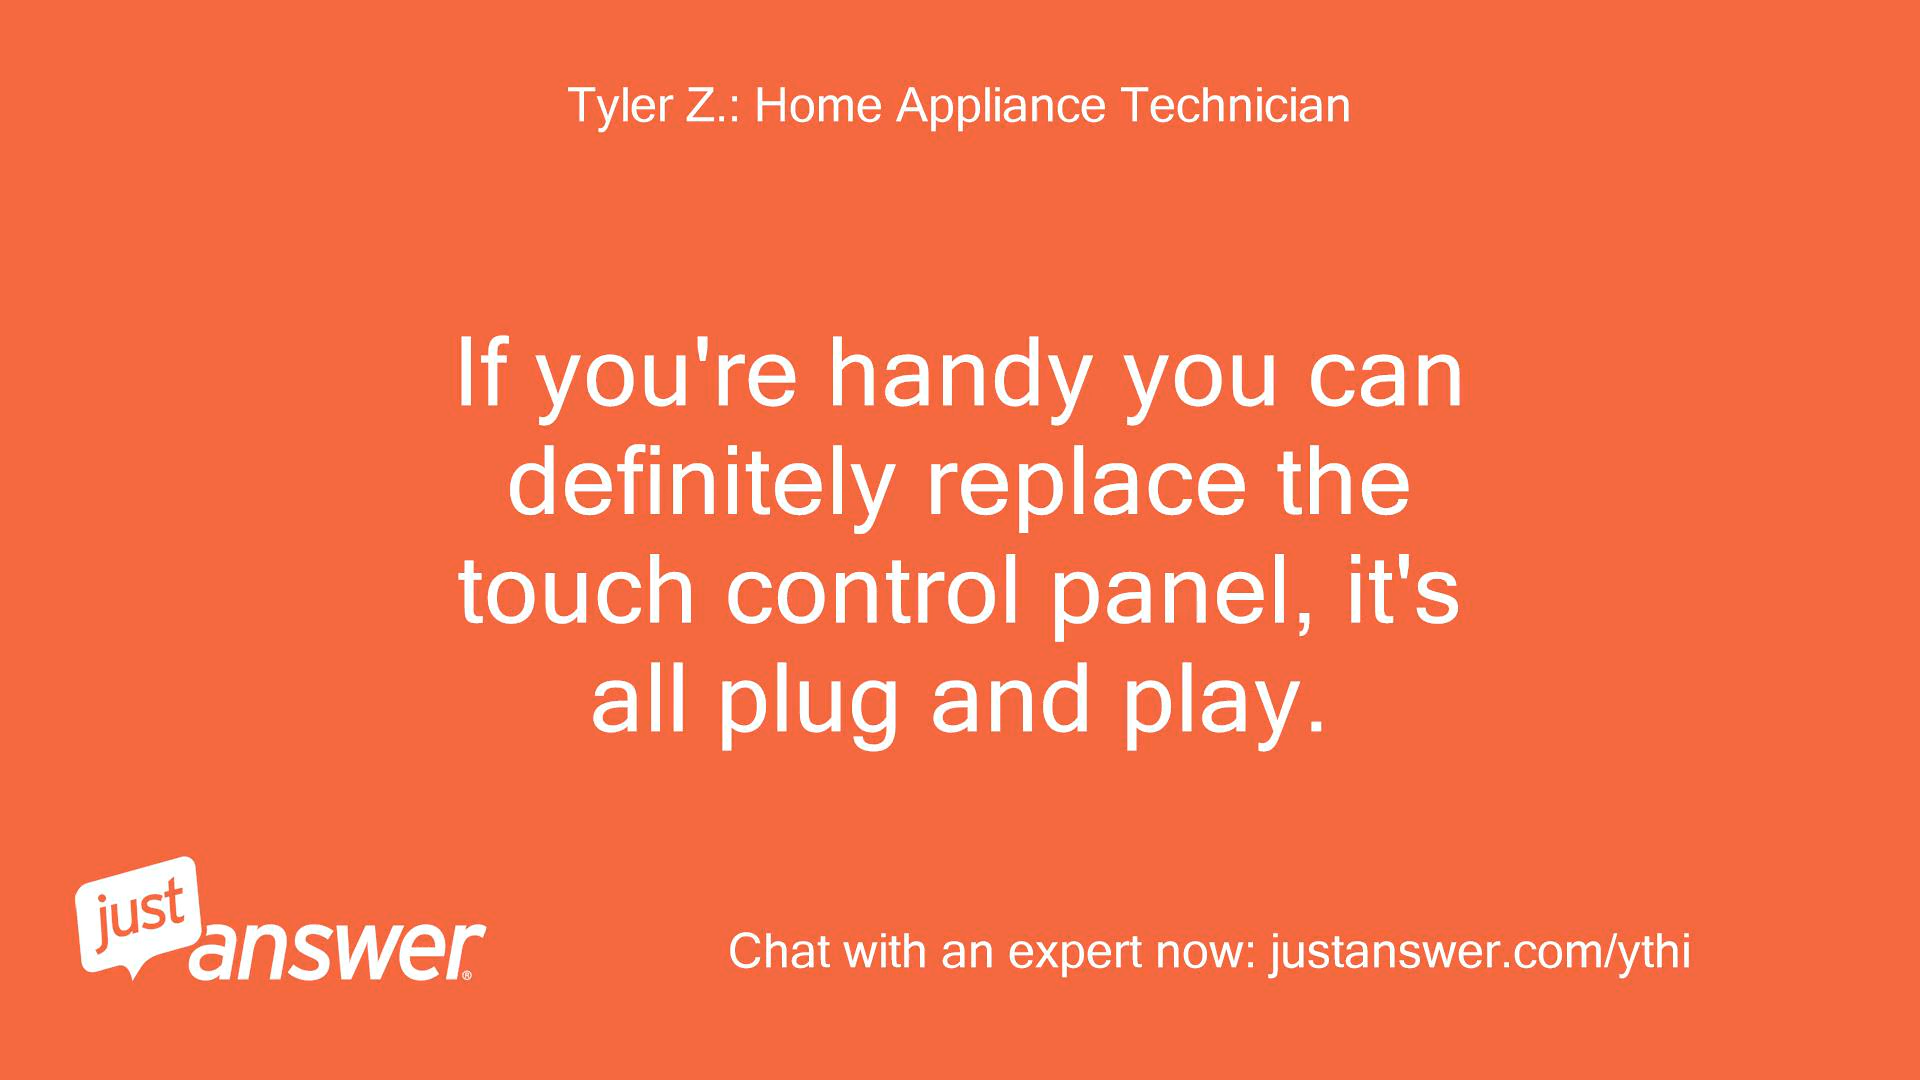 Tyler Z.: Home Appliance Technician
If you're handy you can
definitely replace the
touch control panel, it's
all plug and play.
just
answer®
Chat with an expert now: justanswer.com/ythi